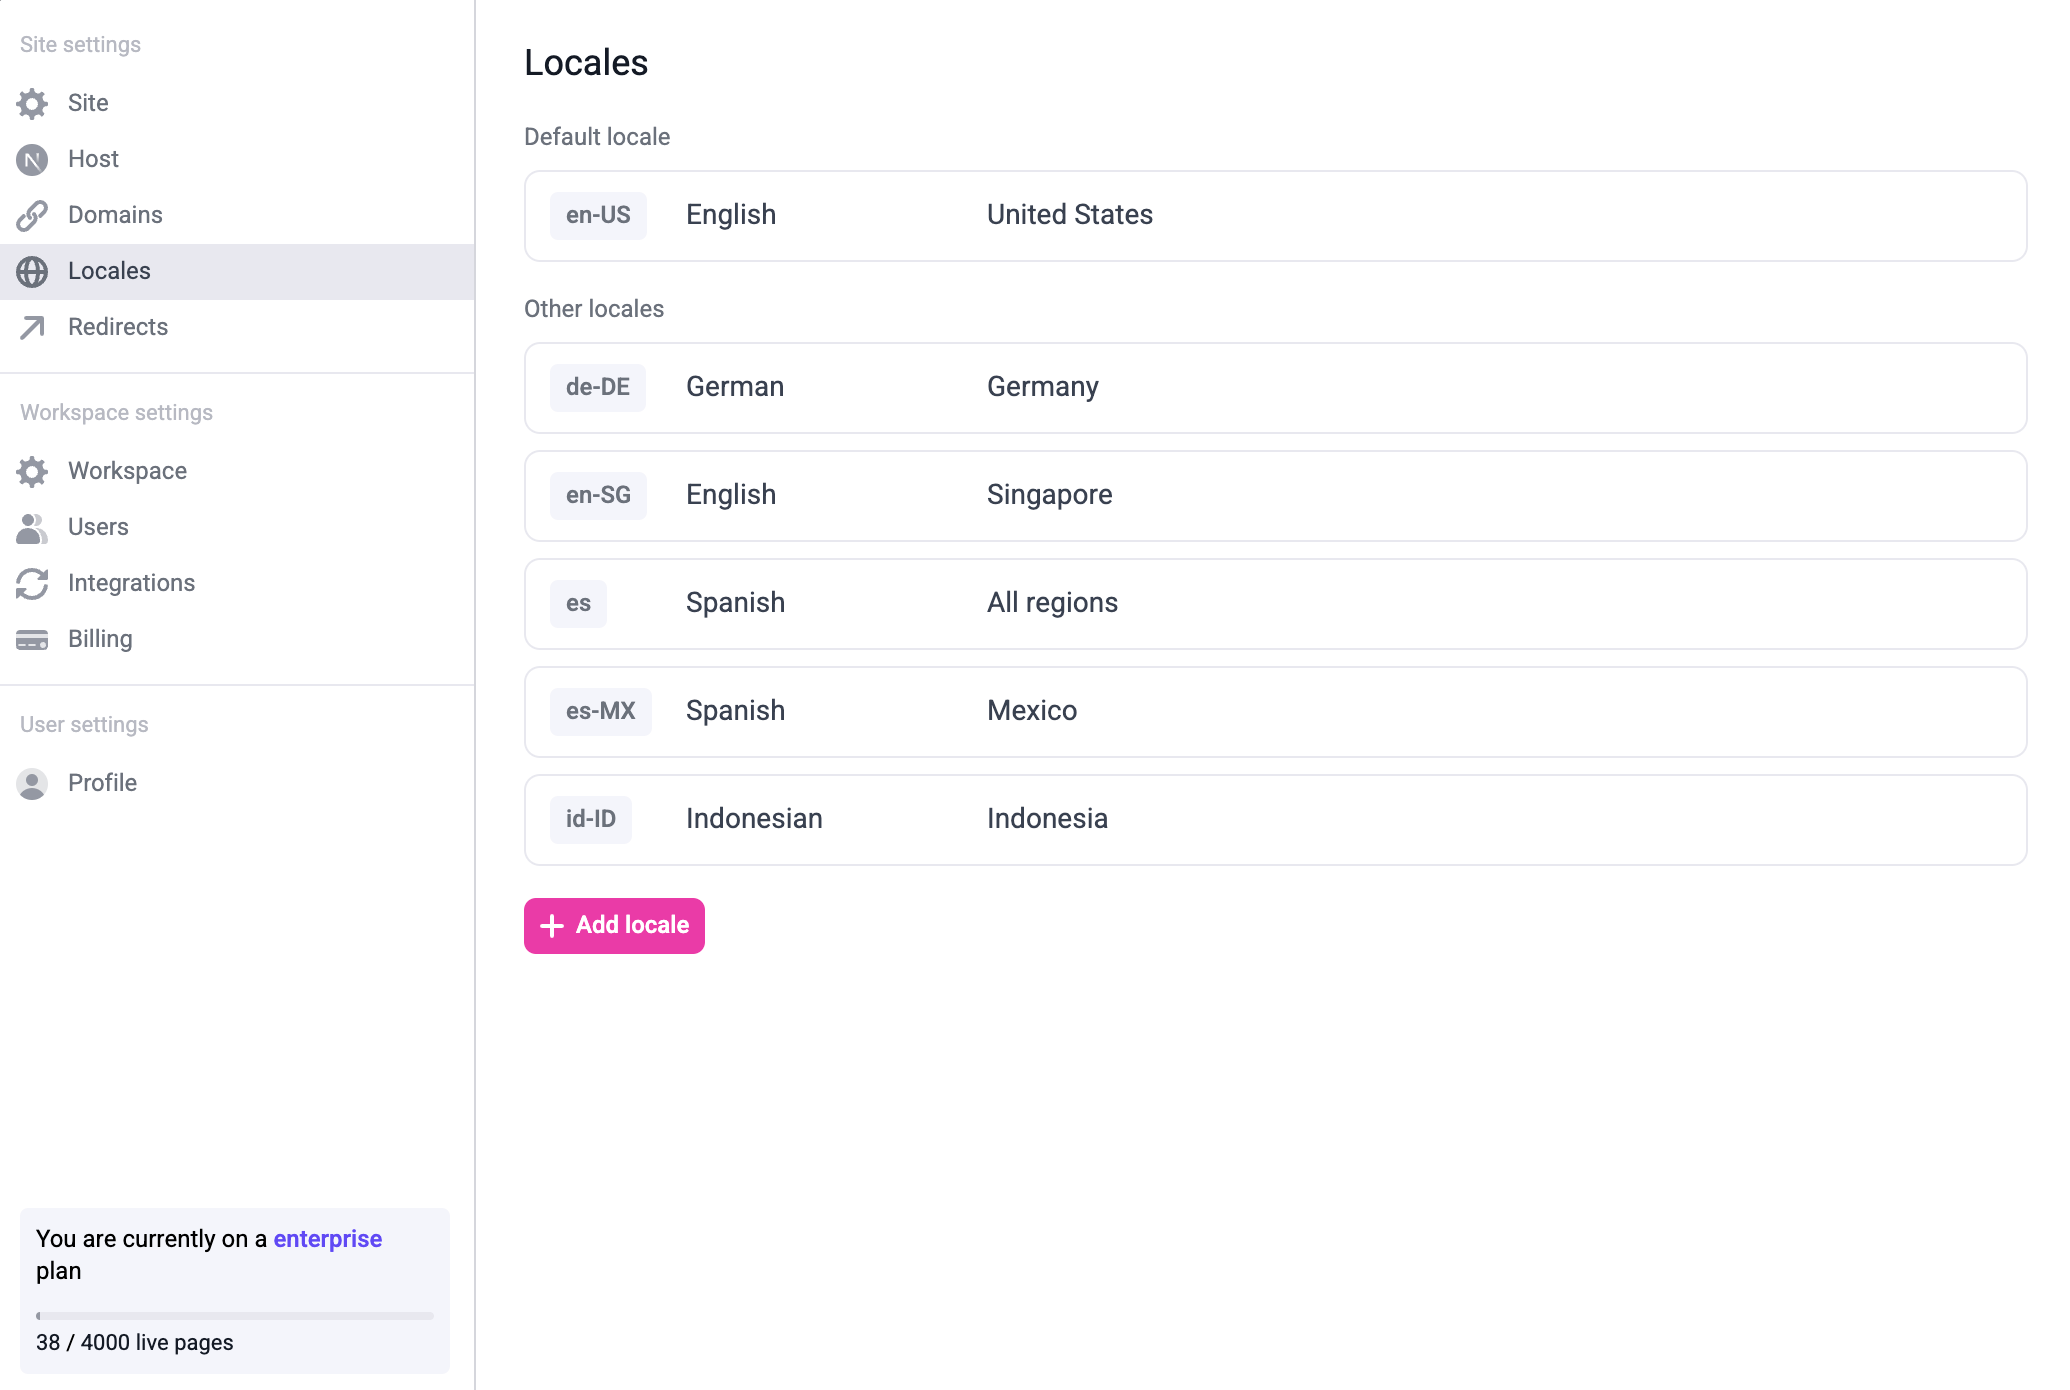 Site settings
Site
N Host
Domains
Locales
Redirects
Workspace settings
Workspace
Users
Integrations
Billing
User settings
Profile
You are currently on a enterprise
plan
38 / 4000 live pages
Locales
Default locale
en-US English United States
Other locales
de-DE German Germany
en-SG English Singapore
es Spanish All regions
es-MX Spanish Mexico
id-ID Indonesian Indonesia
Add locale